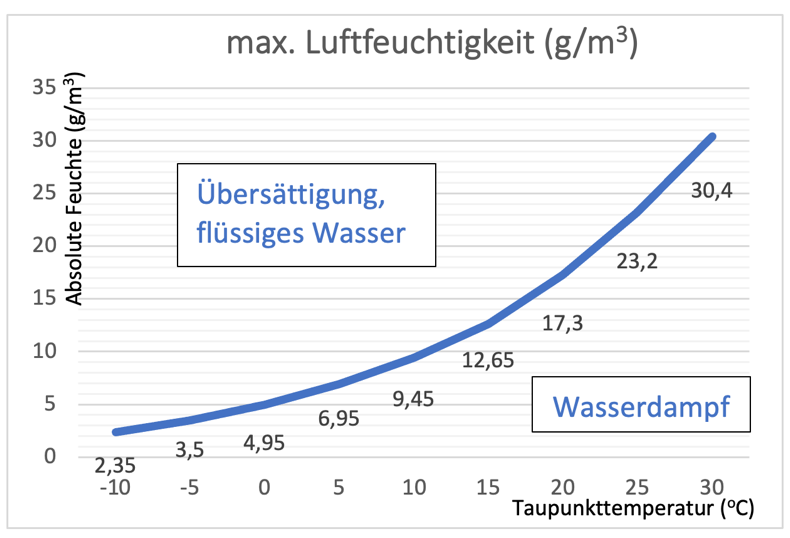 max. Luftfeuchtigkeit (g/m³)
Absolute Feuchte (g/m³)
35
30
25
20
15
10
5
0
Übersättigung,
flüssiges Wasser
Wasserdampf
2,35
3,5
4,95
6,95
9,45
12,65
17,3
23,2
30,4
-10 -5 0 5 10 15 20 25 30
Taupunkttemperatur (ºC)